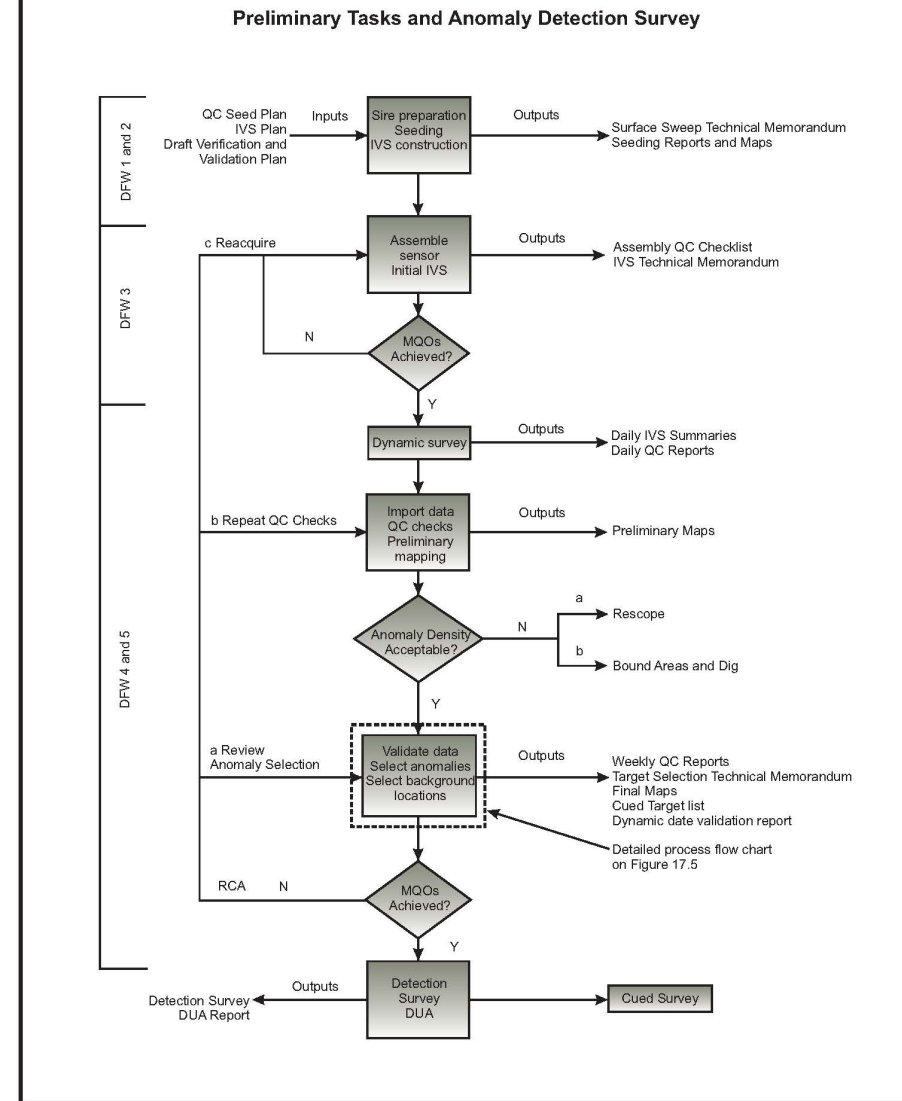 Preliminary Tasks and Anomaly Detection Survey
DFW 1 and 2
QC Seed Plan
IVS Plan
Draft Verification and
Validation Plan
Inputs
Sire preparation
Seeding
IVS construction
Outputs
Surface Sweep Technical Memorandum
Seeding Reports and Maps
DFW 3
c Reacquire
Assemble
sensor
Initial IVS
Outputs
Assembly QC Checklist
IVS Technical Memorandum
N
MQOs
Achieved?
Y
DFW 4 and 5
Dynamic survey
Outputs
Daily IVS Summaries
Daily QC Reports
b Repeat QC Checks
Import data
QC checks
Preliminary
mapping
Outputs
Preliminary Maps
Anomaly Density
Acceptable?
N
a
Rescope
b
Bound Areas and Dig
Y
a Review
Anomaly Selection
Validate data
Select anomalies
Select background
locations
Outputs
Weekly QC Reports
Target Selection Technical Memorandum
Final Maps
Cued Target list
Dynamic date validation report
Detailed process flow chart
on Figure 17.5
RCA
N
MQOs
Achieved?
Y
Detection Survey
DUA Report
Outputs
Detection
Survey
DUA
Cued Survey